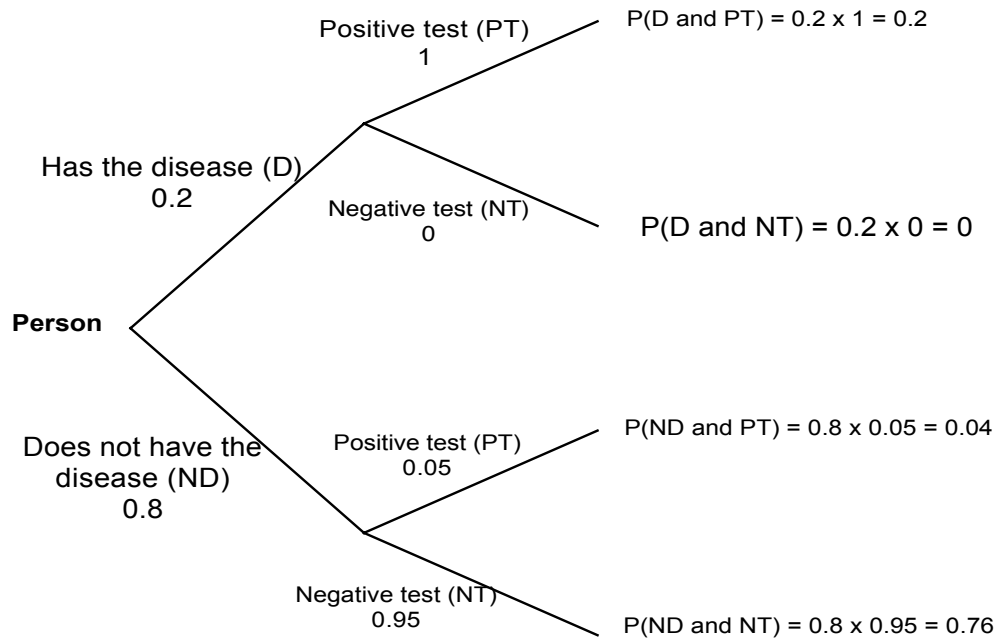 Positive test (PT)
1
P(D and PT) = 0.2 x 1 = 0.2
Has the disease (D)
0.2
Negative test (NT)
0
P(D and NT) = 0.2 x 0 = 0
Person
Does not have the
disease (ND)
0.8
Positive test (PT)
0.05
P(ND and PT) = 0.8 x 0.05 = 0.04
Negative test (NT)
0.95
P(ND and NT) = 0.8 x 0.95 = 0.76